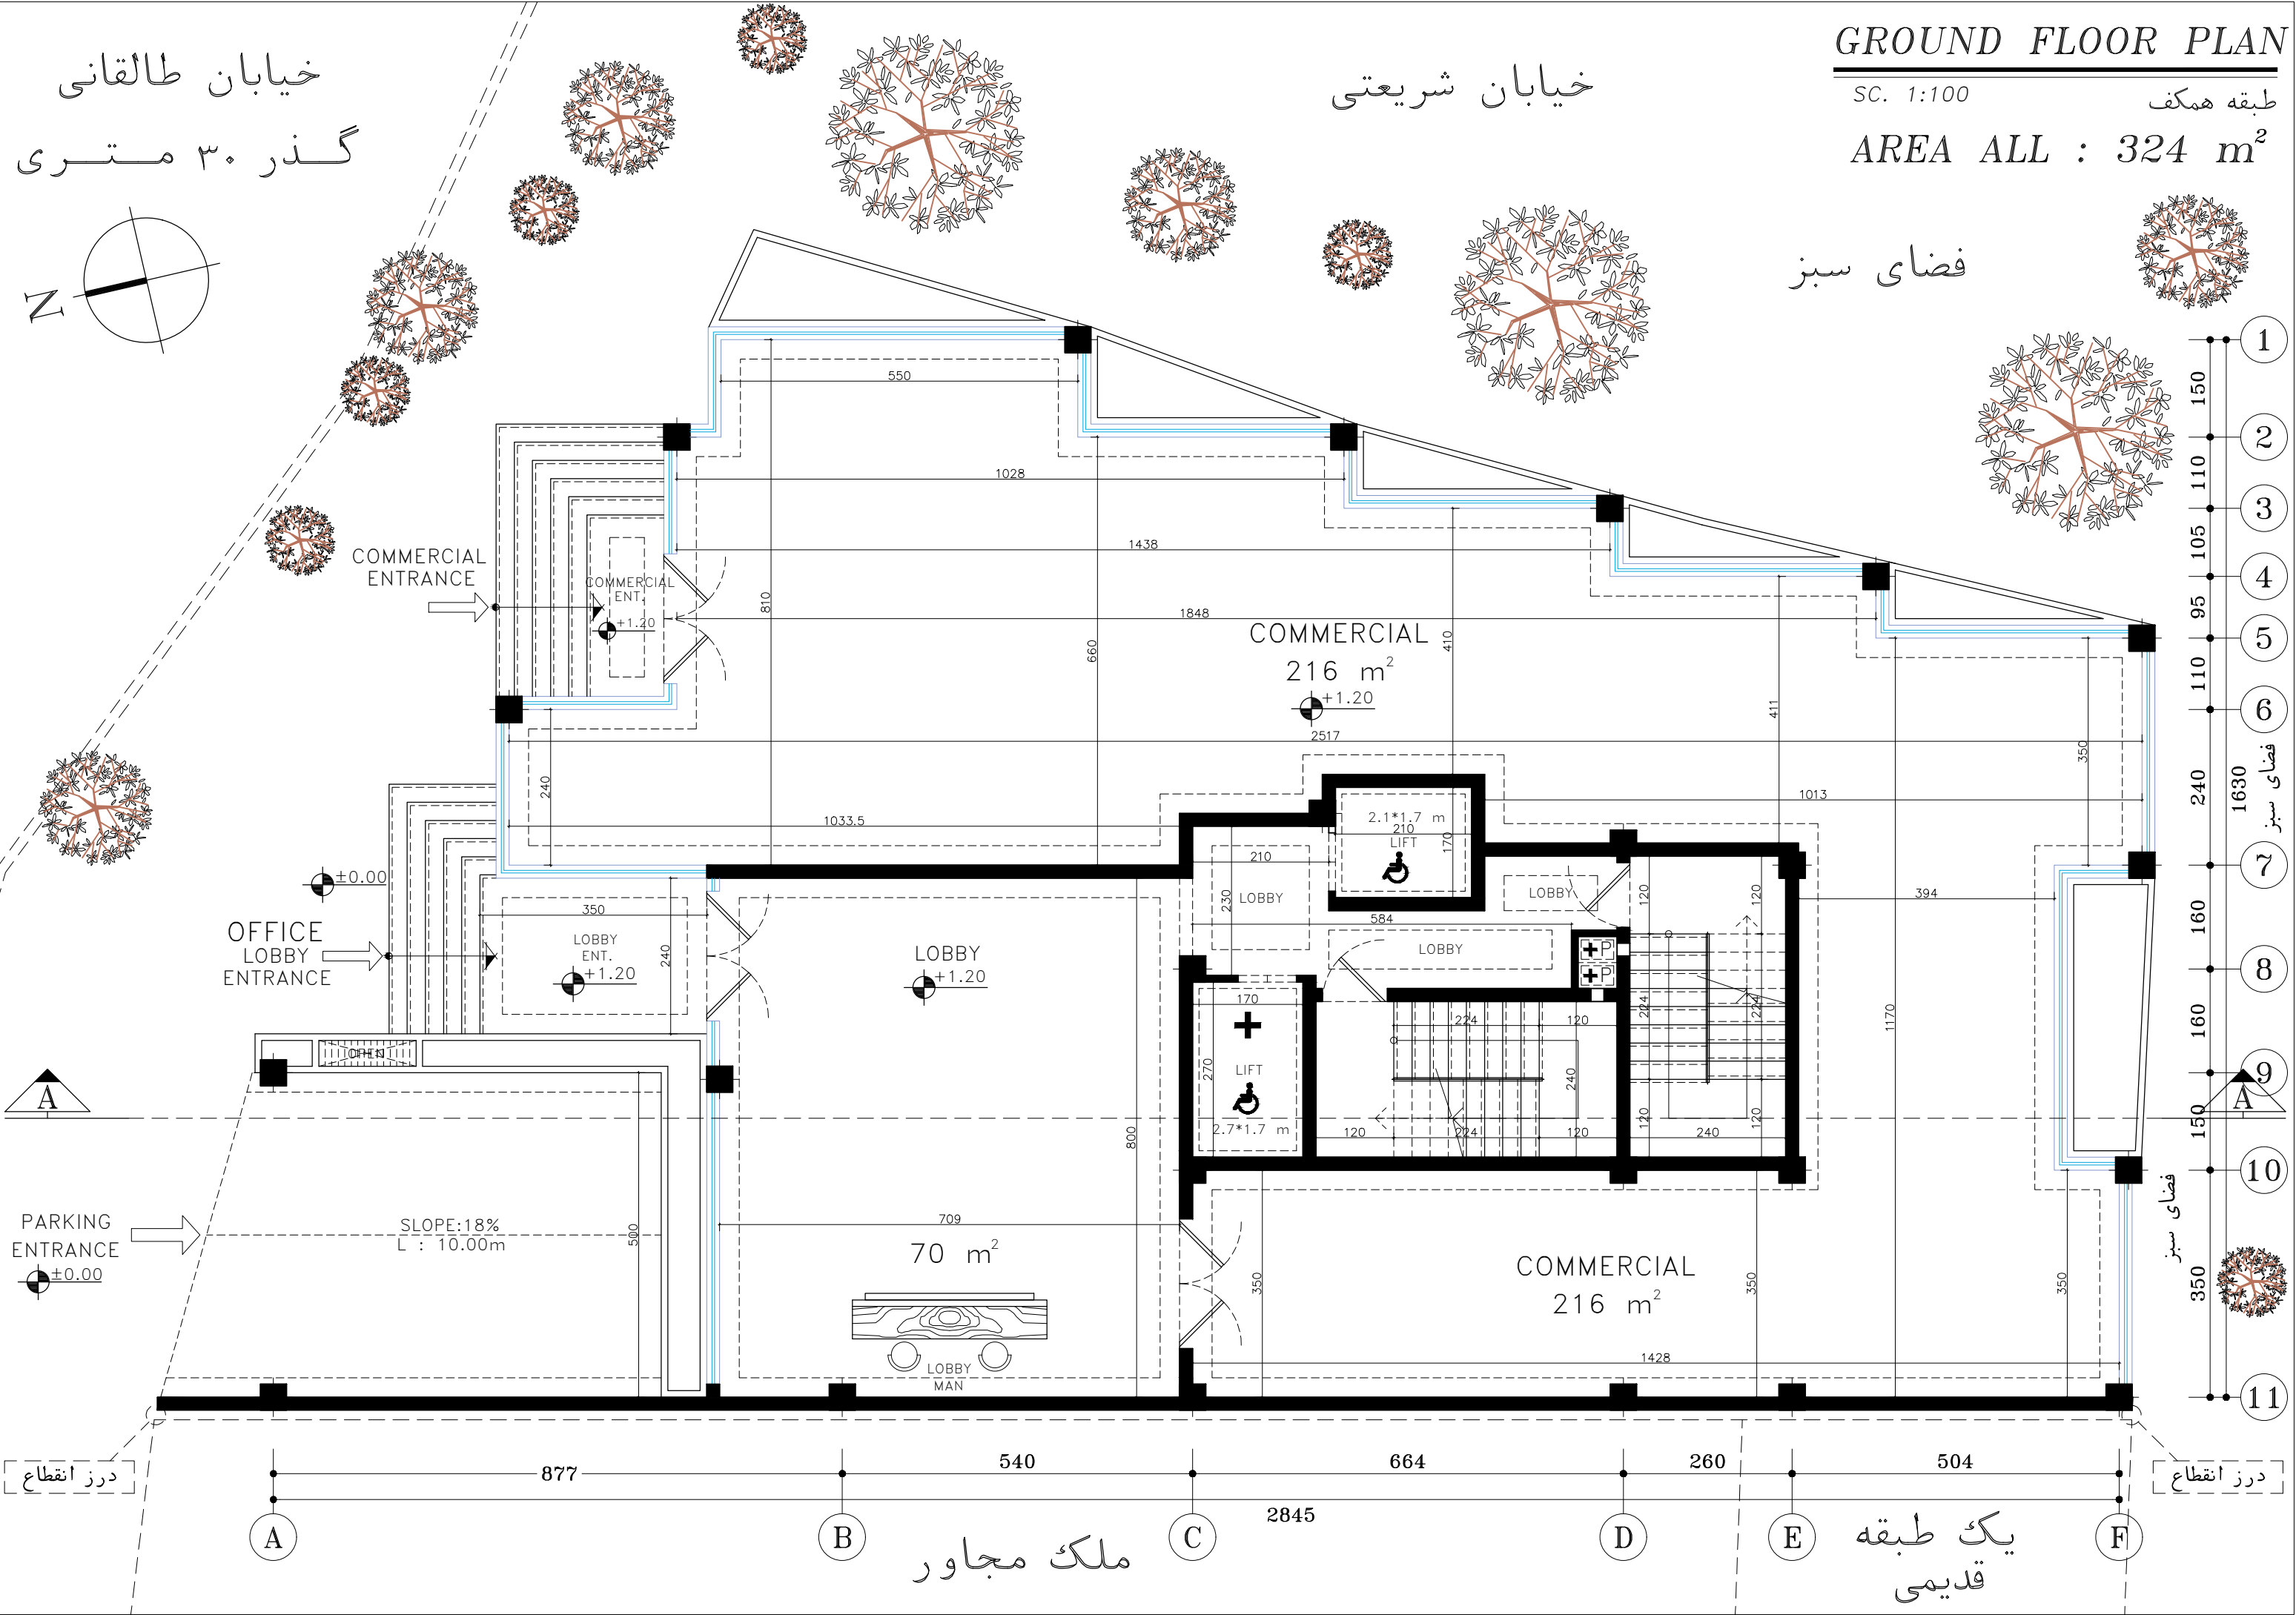 GROUND FLOOR PLAN
SC. 1:100
طبقه همکف
AREA ALL : 324 m²
خیابان طالقانی
گذر ۳۰ متری
خیابان شریعتی
فضای سبز
N
1
2
3
4
5
6
7
8
9
10
11
150
110
105
95
110
240
160
160
150
350
1630
فضای سبز
فضای سبز
550
1028
1438
1848
810
660
410
411
350
COMMERCIAL
ENTRANCE
COMMERCIAL
ENT.
+1.20
COMMERCIAL
216 m²
+1.20
2517
240
1033.5
1013
2.1*1.7 m
210
LIFT
170
210
LOBBY
230
LOBBY
584
LOBBY
P
P
120
120
394
±0.00
OFFICE
LOBBY
ENTRANCE
350
LOBBY
ENT.
+1.20
240
LOBBY
+1.20
170
LIFT
270
2.7*1.7 m
224
120
224
224
240
120
224
120
120
120
240
1170
OPEN
A
A
800
PARKING
ENTRANCE
±0.00
SLOPE:18%
L : 10.00m
500
709
70 m²
LOBBY
MAN
350
COMMERCIAL
216 m²
350
350
1428
درز انقطاع
درز انقطاع
877
540
664
260
504
2845
A
B
C
D
E
F
ملک مجاور
یک طبقه
قدیمی